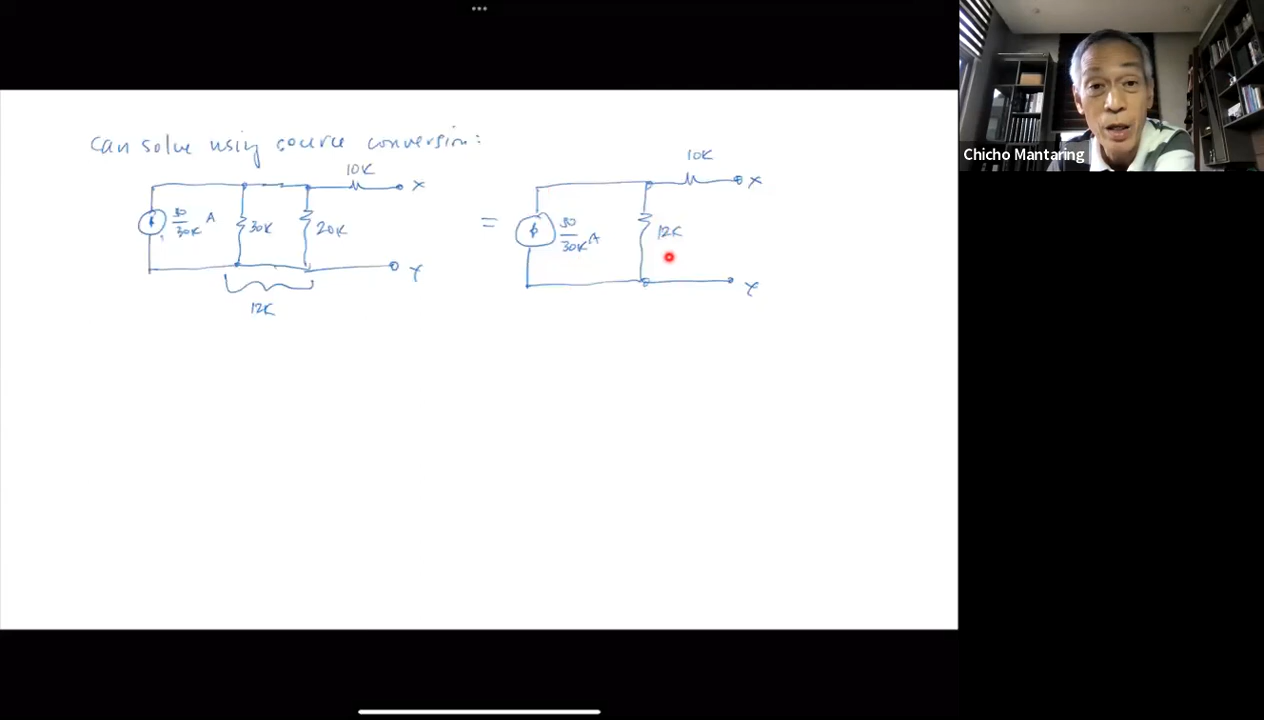 can solve using source conversion:
10K
X
30
30K
A
30K
20K
Y
12K
=
10K
X
30
30K
A
12K
Y
Chicho Mantaring